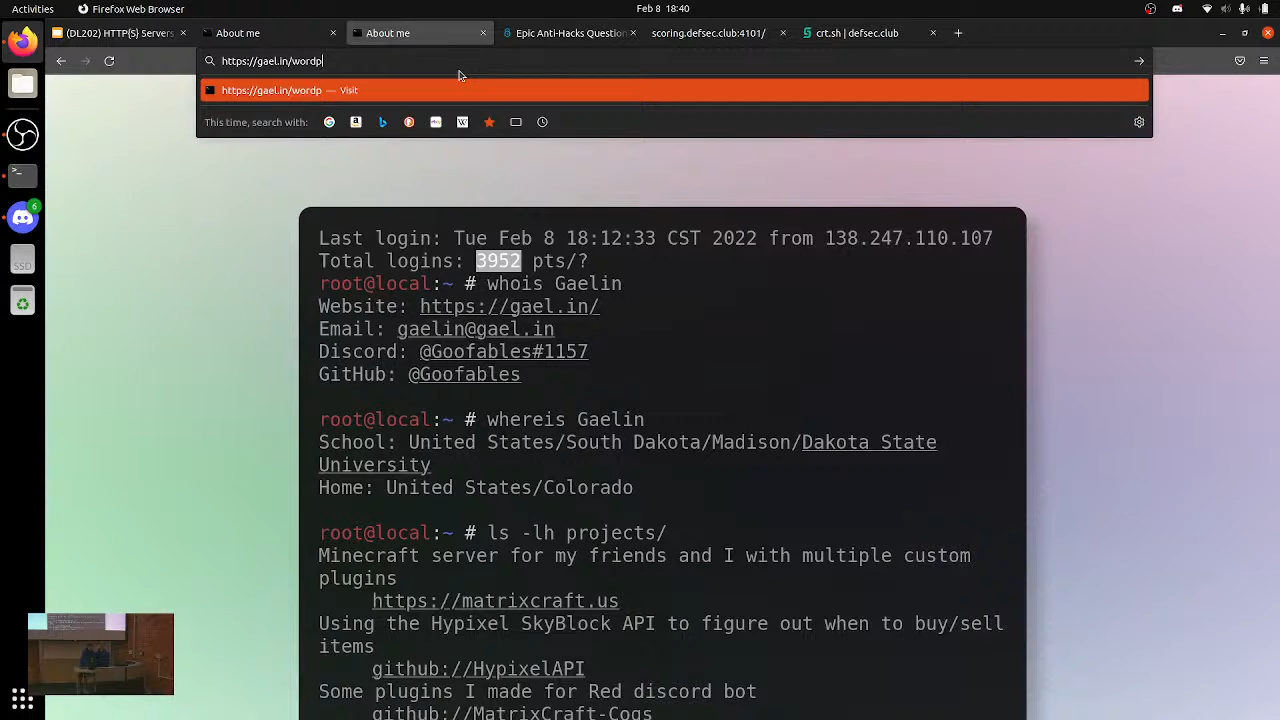 Activities
Firefox Web Browser
Feb 8 18:40
(DL202) HTTP(S) Servers
About me
About me
Epic Anti-Hacks Question
scoring.defsec.club:4101/
crt.sh | defsec.club
https://gael.in/wordp
https://gael.in/wordp — Visit
This time, search with:
6
SSD
Last login: Tue Feb 8 18:12:33 CST 2022 from 138.247.110.107
Total logins: 3952 pts/?
root@local:~ # whois Gaelin
Website: https://gael.in/
Email: gaelin@gael.in
Discord: @Goofables#1157
GitHub: @Goofables
root@local:~ # whereis Gaelin
School: United States/South Dakota/Madison/Dakota State
University
Home: United States/Colorado
root@local:~ # ls -lh projects/
Minecraft server for my friends and I with multiple custom
plugins
https://matrixcraft.us
Using the Hypixel SkyBlock API to figure out when to buy/sell
items
github://HypixelAPI
Some plugins I made for Red discord bot
github://MatrixCraft-Cogs